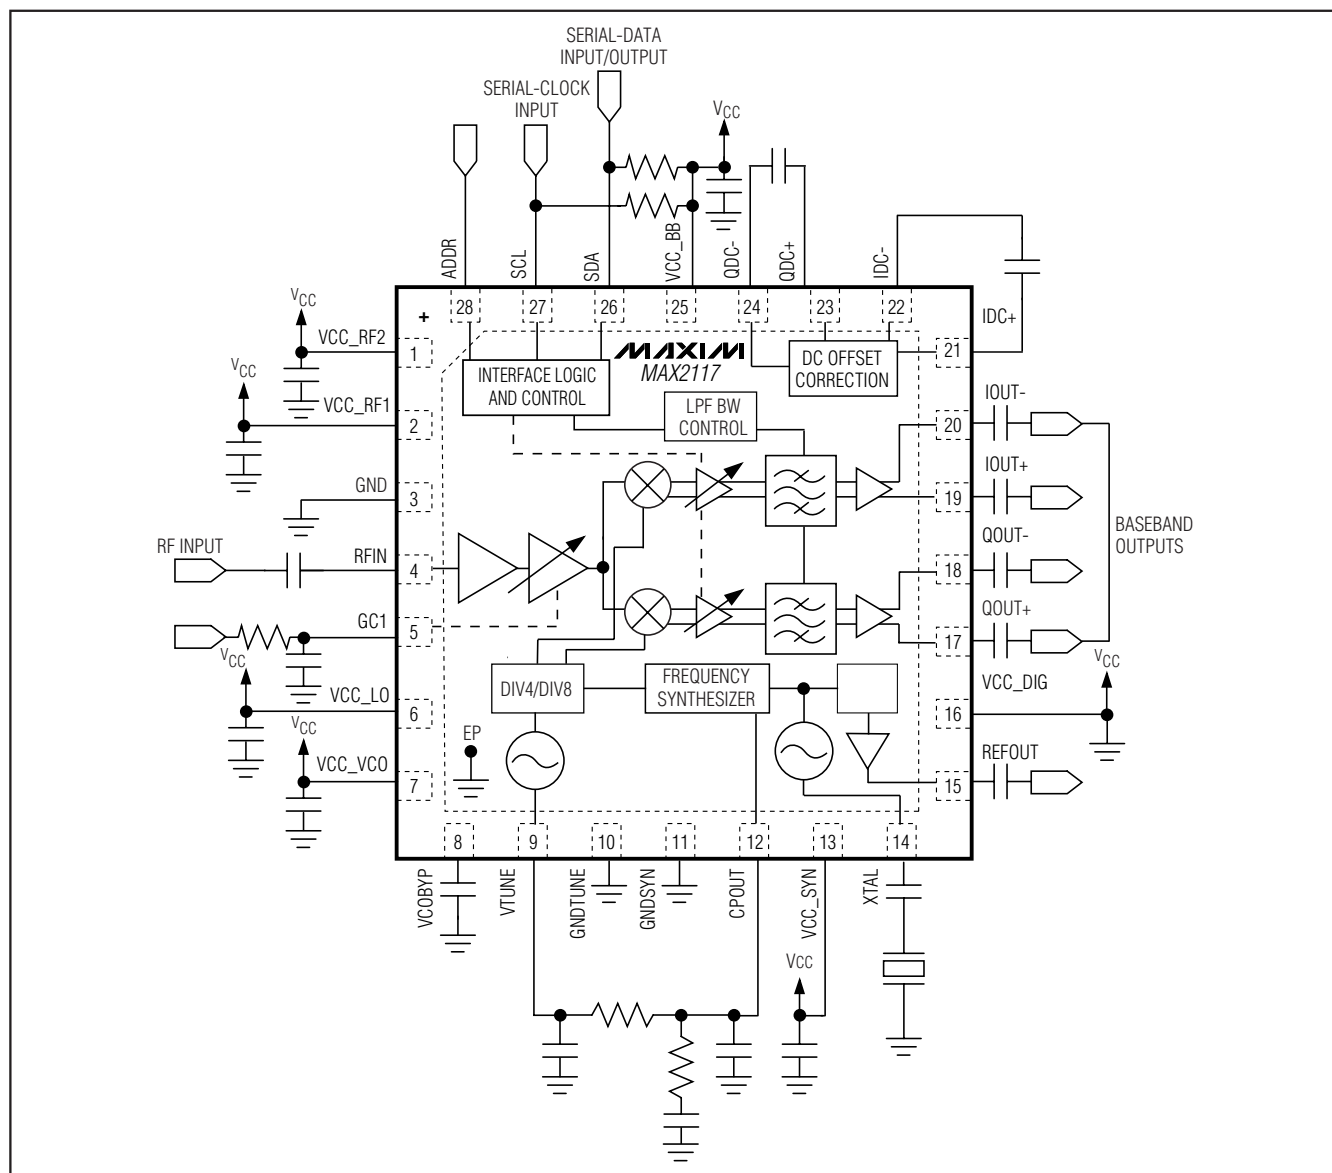 SERIAL-DATA
INPUT/OUTPUT
SERIAL-CLOCK
INPUT
VCC
ADDR
SCL
SDA
VCC_BB
QDC-
QDC+
IDC-
IDC+
28
27
26
25
24
23
22
+
VCC
VCC_RF2
1
VCC
VCC_RF1
2
GND
3
RF INPUT
RFIN
4
GC1
5
VCC
VCC_LO
6
VCC
VCC_VCO
7
MAXIM
MAX2117
INTERFACE LOGIC
AND CONTROL
DC OFFSET
CORRECTION
LPF BW
CONTROL
DIV4/DIV8
FREQUENCY
SYNTHESIZER
EP
21
IOUT-
20
IOUT+
19
QOUT-
18
QOUT+
17
BASEBAND
OUTPUTS
VCC
VCC_DIG
16
REFOUT
15
8
9
10
11
12
13
14
VCOBYP
VTUNE
GNDTUNE
GNDSYN
CPOUT
VCC_SYN
XTAL
VCC